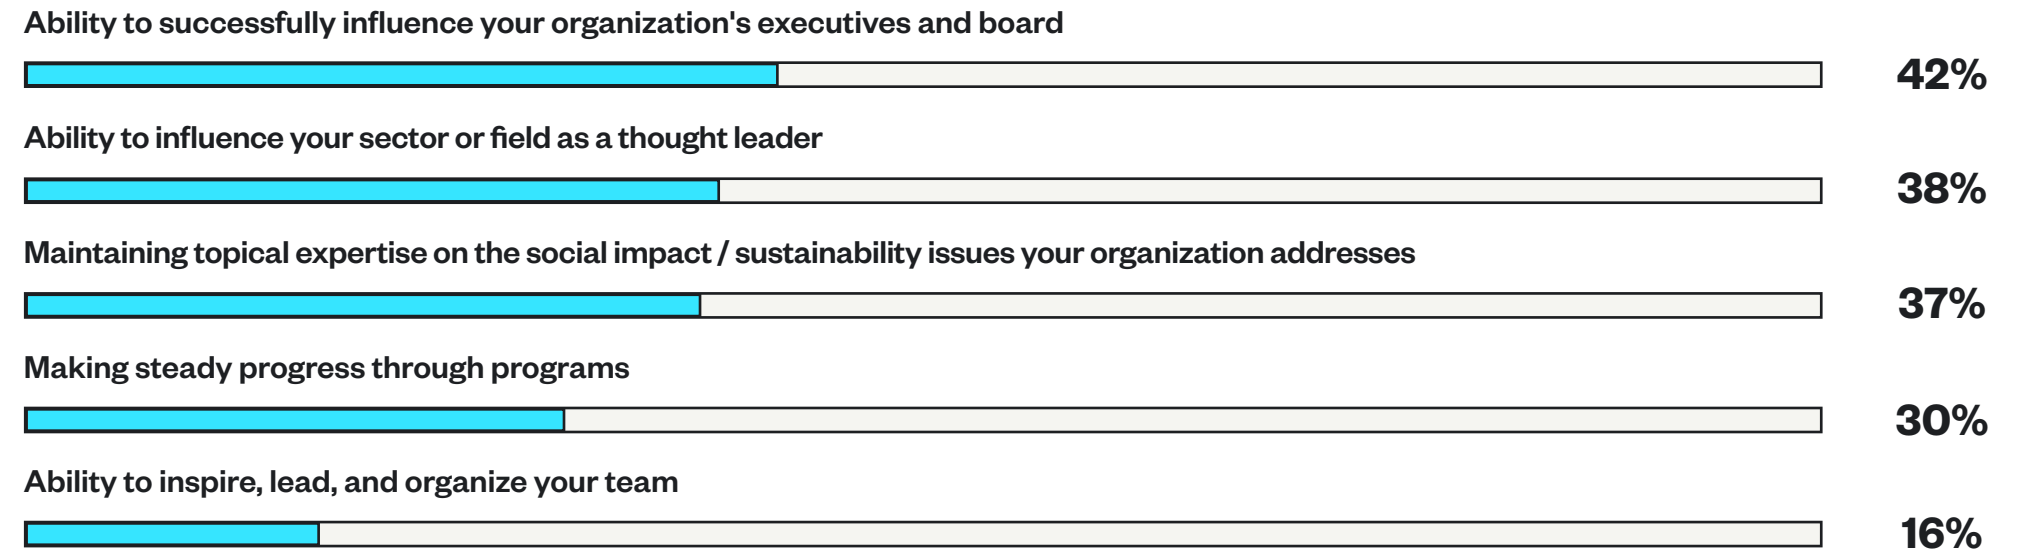 Ability to successfully influence your organization's executives and board
42%
Ability to influence your sector or field as a thought leader
38%
Maintaining topical expertise on the social impact / sustainability issues your organization addresses
37%
Making steady progress through programs
30%
Ability to inspire, lead, and organize your team
16%